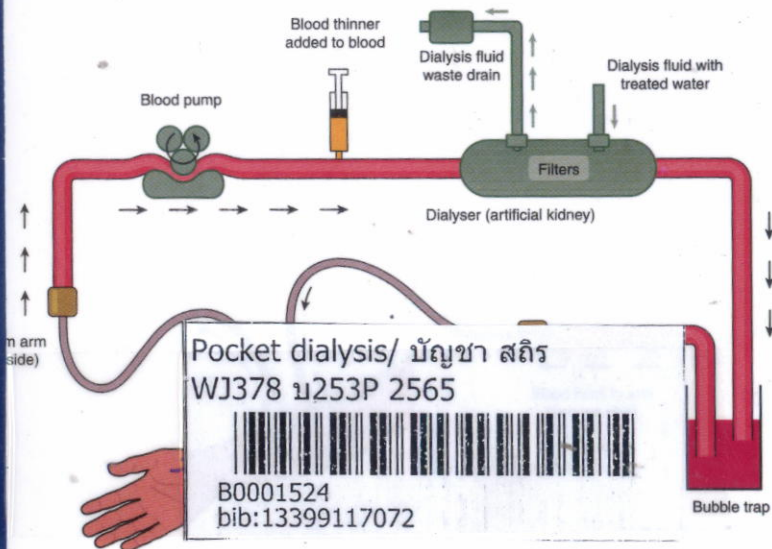 Blood thinner
added to blood
Dialysis fluid
waste drain
Dialysis fluid with
treated water
Blood pump
Filters
Dialyser (artificial kidney)
arm
side)
Pocket dialysis/ บัญชา สถิร
WJ378 บ253P 2565
B0001524
bib:13399117072
Bubble trap